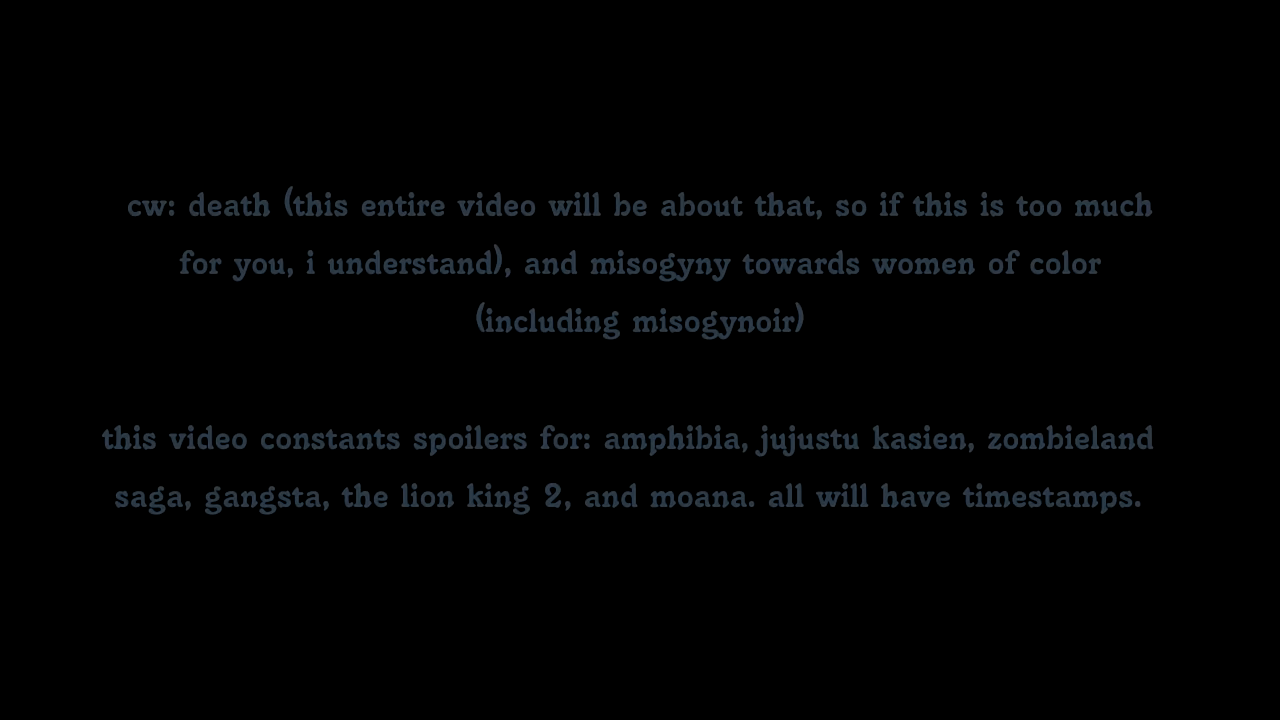 cw: death (this entire video will be about that, so if this is too much
for you, i understand), and misogyny towards women of color
(including misogynoir)
this video constants spoilers for: amphibia, jujustu kasien, zombieland
saga, gangsta, the lion king 2, and moana. all will have timestamps.